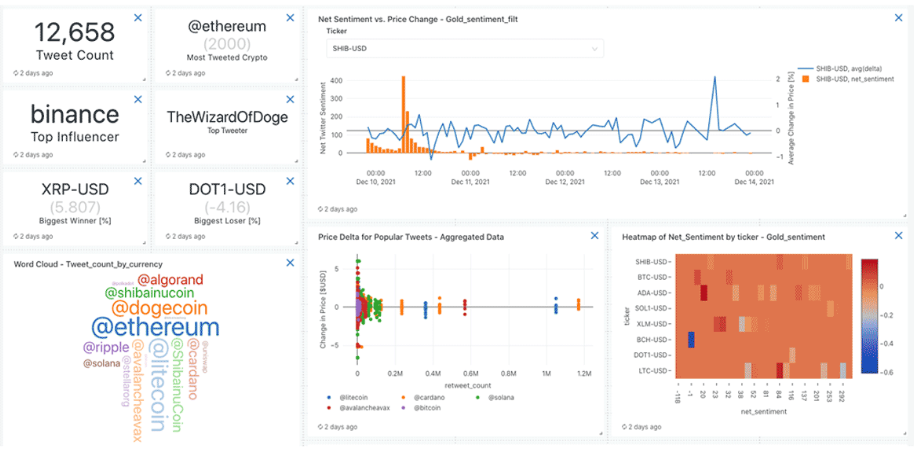 12,658
Tweet Count
2 days ago
@ethereum
(2000)
Most Tweeted Crypto
2 days ago
binance
Top Influencer
2 days ago
TheWizardOfDoge
Top Tweeter
2 days ago
XRP-USD
(5.807)
Biggest Winner [%]
2 days ago
DOT1-USD
(-4.16)
Biggest Loser [%]
2 days ago
Net Sentiment vs. Price Change - Gold_sentiment_filt
Ticker
SHIB-USD
Net Twitter Sentiment
400
300
200
100
0
2
1
0
−1
Average Change in Price [%]
SHIB-USD, avg(delta)
SHIB-USD, net_sentiment
00:00 12:00 00:00 12:00 00:00 12:00 00:00 12:00 00:00
Dec 10, 2021 Dec 11, 2021 Dec 12, 2021 Dec 13, 2021 Dec 14, 2021
2 days ago
Word Cloud - Tweet_count_by_currency
@algorand
@shibainucoin
@dogecoin
@ethereum
@ripple
@solana
@stellarorg
@avalancheavax
@litecoin
@ShibainuCoin
@cardano
2 days ago
Price Delta for Popular Tweets - Aggregated Data
Change in Price [$USD]
5
0
−5
0 0.2M 0.4M 0.6M 0.8M 1M 1.2M
retweet_count
@litecoin @cardano @solana
@avalancheavax @bitcoin
2 days ago
Heatmap of Net_Sentiment by ticker - Gold_sentiment
ticker
SHIB-USD
BTC-USD
ADA-USD
SOL1-USD
XLM-USD
BCH-USD
DOT1-USD
LTC-USD
-118 -1 20 23 32 38 52 81 84 116 137 201 253 292
net_sentiment
0.2
0
−0.2
−0.4
−0.6
2 days ago